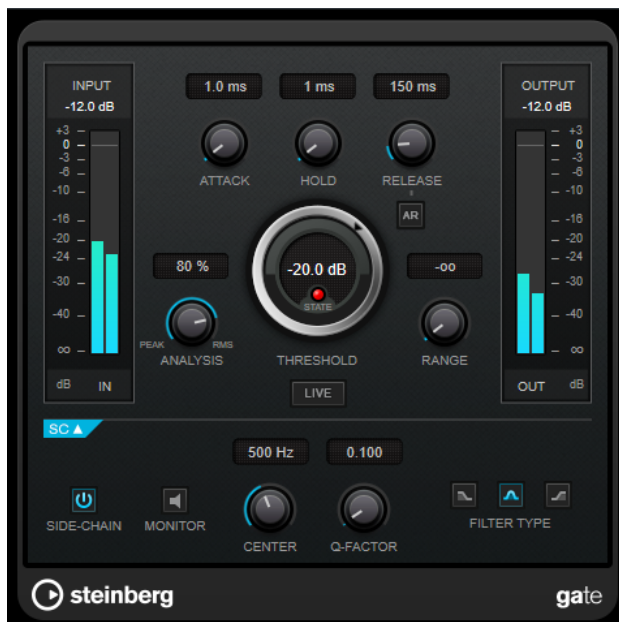 INPUT
-12.0 dB
+3
0
-3
-6
-10
-16
-20
-24
-30
-40
∞
dB IN
1.0 ms 1 ms 150 ms
ATTACK HOLD RELEASE
AR
80 %
PEAK RMS
ANALYSIS
-20.0 dB
STATE
THRESHOLD
LIVE
-oo
RANGE
OUTPUT
-12.0 dB
+3
0
-3
-6
-10
-16
-20
-24
-30
-40
∞
OUT dB
SC
500 Hz 0.100
SIDE-CHAIN MONITOR
CENTER Q-FACTOR
FILTER TYPE
steinberg gate